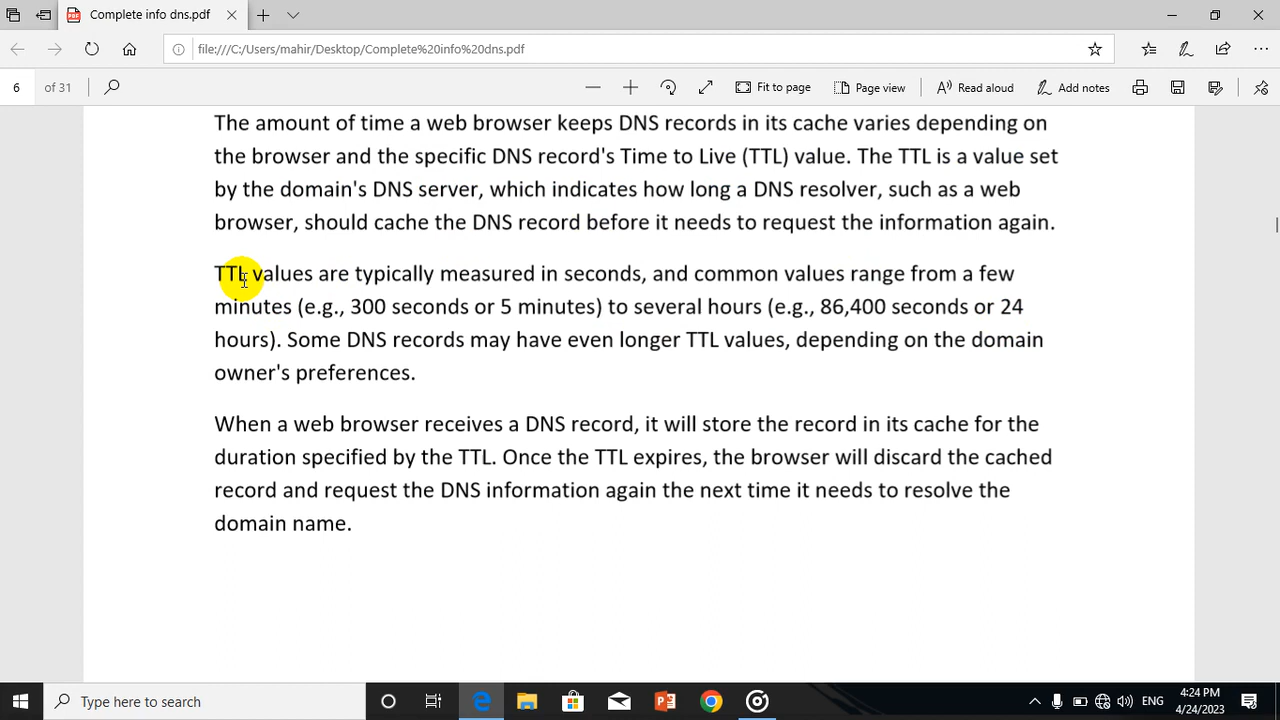 Complete info dns.pdf
file:///C:/Users/mahir/Desktop/Complete%20info%20dns.pdf
6 of 31
Fit to page
Page view
Read aloud
Add notes
The amount of time a web browser keeps DNS records in its cache varies depending on
the browser and the specific DNS record's Time to Live (TTL) value. The TTL is a value set
by the domain's DNS server, which indicates how long a DNS resolver, such as a web
browser, should cache the DNS record before it needs to request the information again.
TTL values are typically measured in seconds, and common values range from a few
minutes (e.g., 300 seconds or 5 minutes) to several hours (e.g., 86,400 seconds or 24
hours). Some DNS records may have even longer TTL values, depending on the domain
owner's preferences.
When a web browser receives a DNS record, it will store the record in its cache for the
duration specified by the TTL. Once the TTL expires, the browser will discard the cached
record and request the DNS information again the next time it needs to resolve the
domain name.
Type here to search
ENG
4:24 PM
4/24/2023